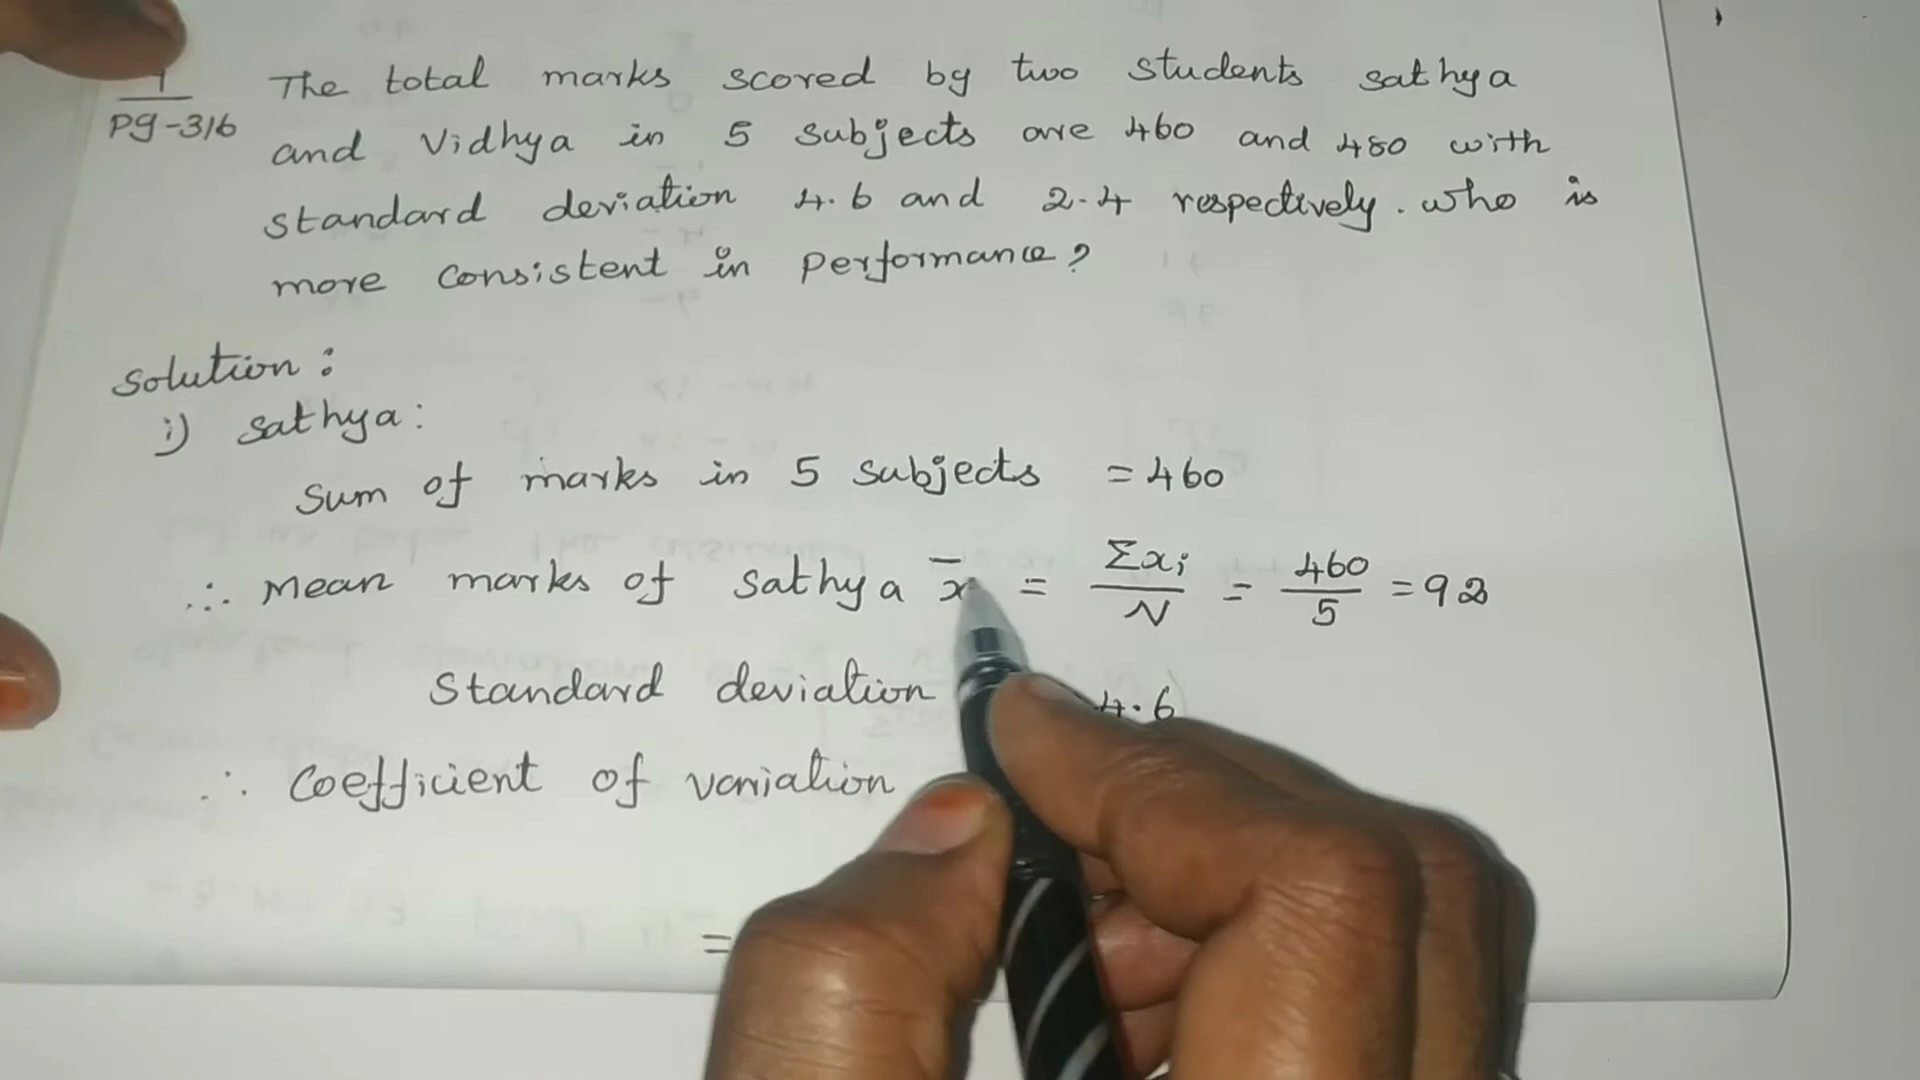 1
Pg-316
The total marks scored by two students sathya
and Vidhya in 5 subjects are 460 and 480 with
standard deviation 4.6 and 2.4 respectively. who is
more consistent in performance?
solution:
i) sathya:
Sum of marks in 5 subjects = 460
∴ Mean marks of sathya x̄ = Σxi/N = 460/5 = 92
Standard deviation 4.6
∴ Coefficient of variation
=